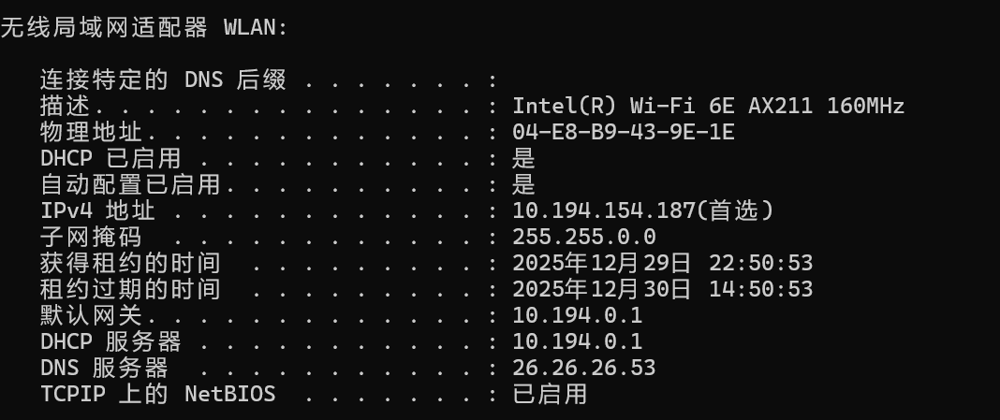 无线局域网适配器 WLAN:
连接特定的 DNS 后缀 . . . . . . . :
描述. . . . . . . . . . . . . . . : Intel(R) Wi-Fi 6E AX211 160MHz
物理地址. . . . . . . . . . . . . : 04-E8-B9-43-9E-1E
DHCP 已启用 . . . . . . . . . . . : 是
自动配置已启用. . . . . . . . . . : 是
IPv4 地址 . . . . . . . . . . . . : 10.194.154.187(首选)
子网掩码  . . . . . . . . . . . . : 255.255.0.0
获得租约的时间  . . . . . . . . . : 2025年12月29日 22:50:53
租约过期的时间  . . . . . . . . . : 2025年12月30日 14:50:53
默认网关. . . . . . . . . . . . . : 10.194.0.1
DHCP 服务器 . . . . . . . . . . . : 10.194.0.1
DNS 服务器  . . . . . . . . . . . : 26.26.26.53
TCPIP 上的 NetBIOS  . . . . . . . : 已启用